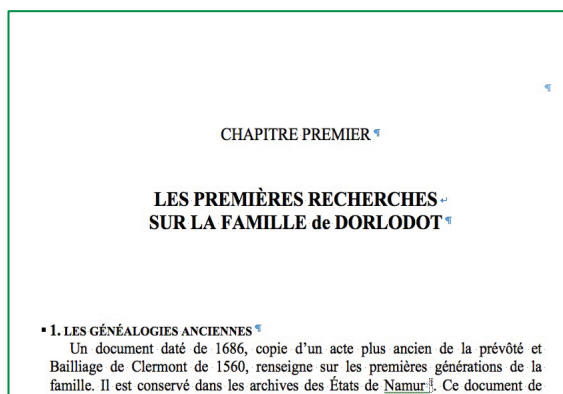 CHAPITRE PREMIER
LES PREMIÈRES RECHERCHES
SUR LA FAMILLE de DORLODOT
1. LES GÉNÉALOGIES ANCIENNES
Un document daté de 1686, copie d’un acte plus ancien de la prévôté et
Bailliage de Clermont de 1560, renseigne sur les premières générations de la
famille. Il est conservé dans les archives des États de Namur. Ce document de